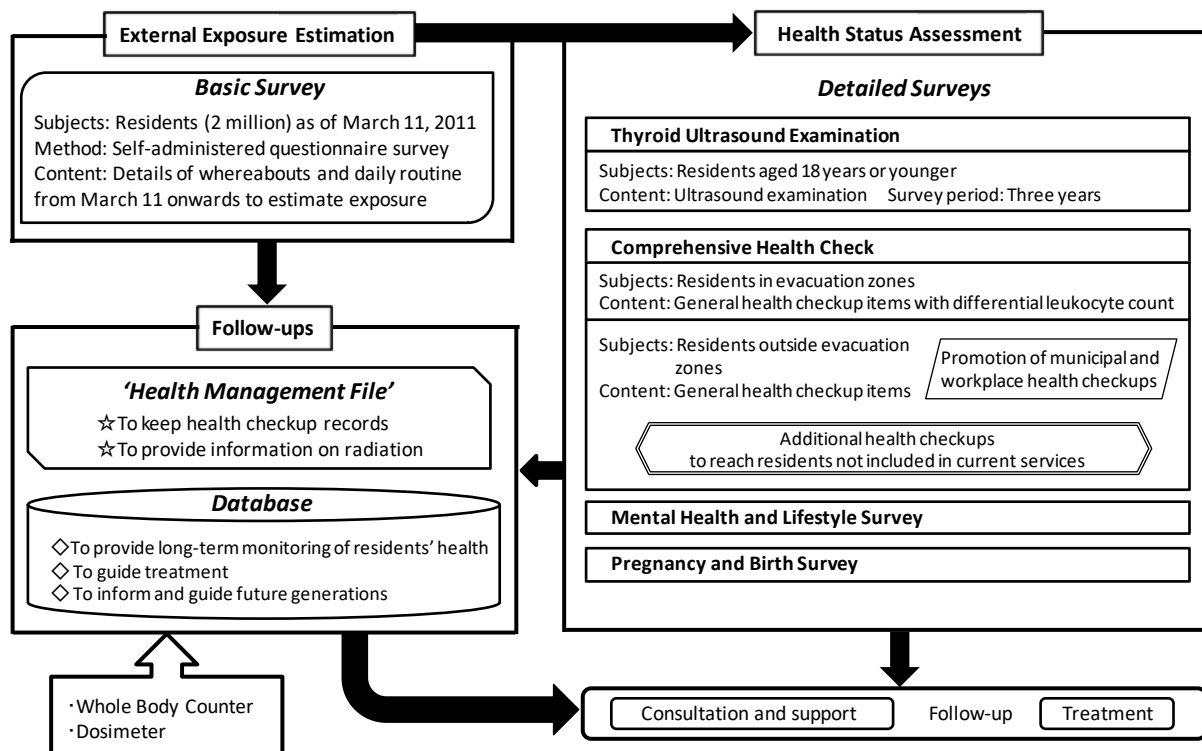 External Exposure Estimation
Basic Survey
Subjects: Residents (2 million) as of March 11, 2011
Method: Self-administered questionnaire survey
Content: Details of whereabouts and daily routine
from March 11 onwards to estimate exposure
Follow-ups
‘Health Management File’
☆To keep health checkup records
☆To provide information on radiation
Database
◇To provide long-term monitoring of residents’ health
◇To guide treatment
◇To inform and guide future generations
・Whole Body Counter
・Dosimeter
Health Status Assessment
Detailed Surveys
Thyroid Ultrasound Examination
Subjects: Residents aged 18 years or younger
Content: Ultrasound examination Survey period: Three years
Comprehensive Health Check
Subjects: Residents in evacuation zones
Content: General health checkup items with differential leukocyte count
Subjects: Residents outside evacuation
zones
Content: General health checkup items
Promotion of municipal and
workplace health checkups
Additional health checkups
to reach residents not included in current services
Mental Health and Lifestyle Survey
Pregnancy and Birth Survey
Consultation and support Follow-up Treatment